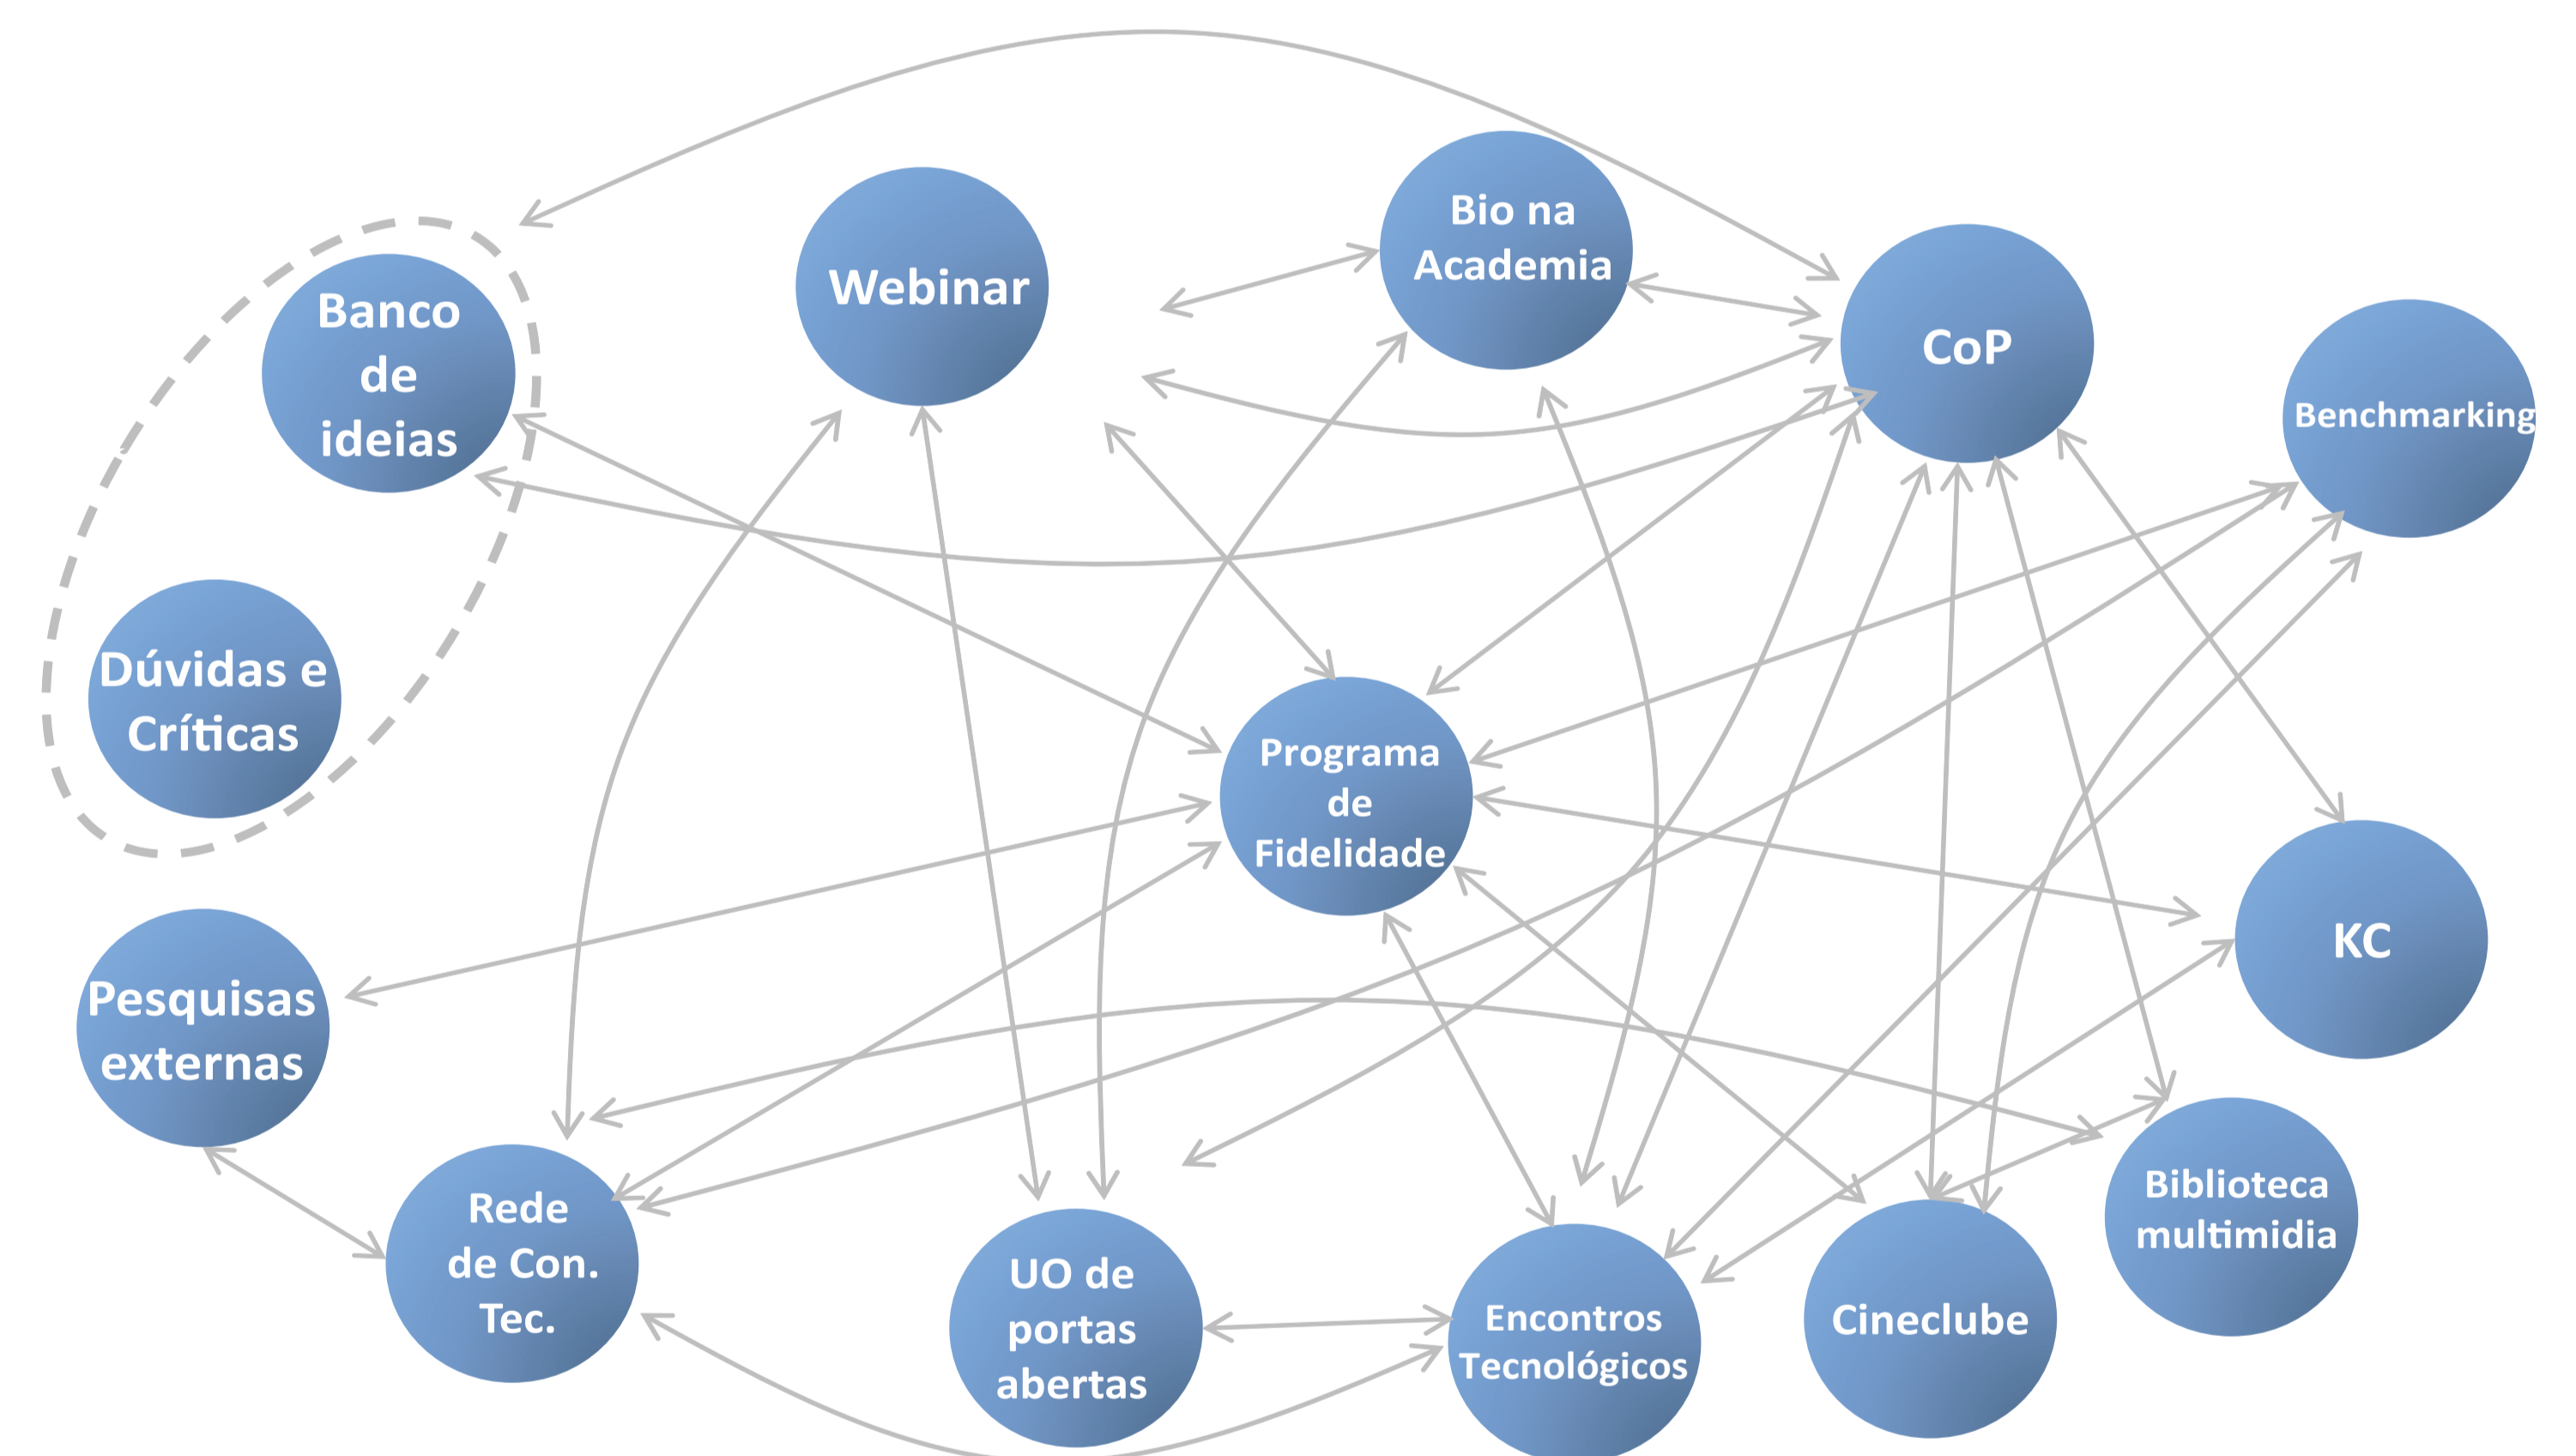 Bio na
Academia
Webinar
Banco
de
ideias
CoP
Benchmarking
Dúvidas e
Críticas
Programa
de
Fidelidade
KC
Pesquisas
externas
Rede
de Con.
Tec.
UO de
portas
abertas
Encontros
Tecnológicos
Cineclube
Biblioteca
multimidia